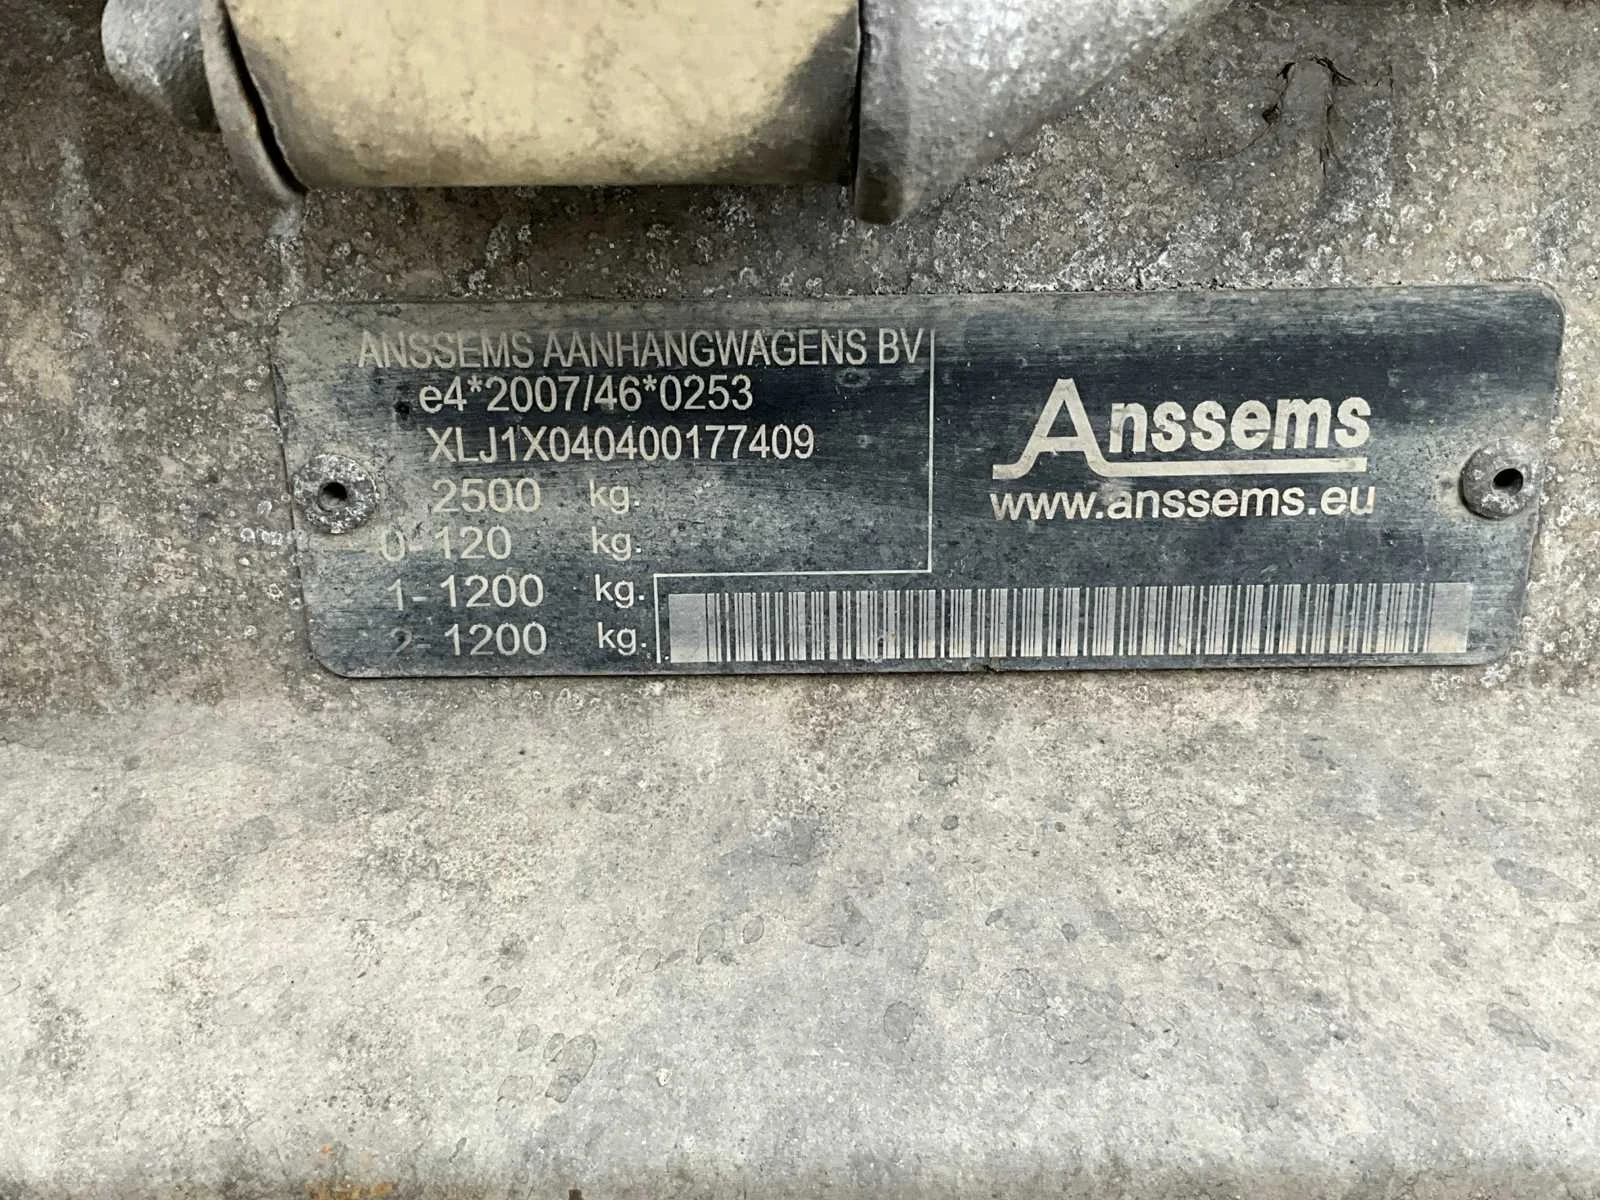 ANSSEMS AANHANGWAGENS BV
e4*2007/46*0253
XLJ1X040400177409
2500 kg.
0-120 kg.
1-1200 kg.
2-1200 kg.
Anssems
www.anssems.eu